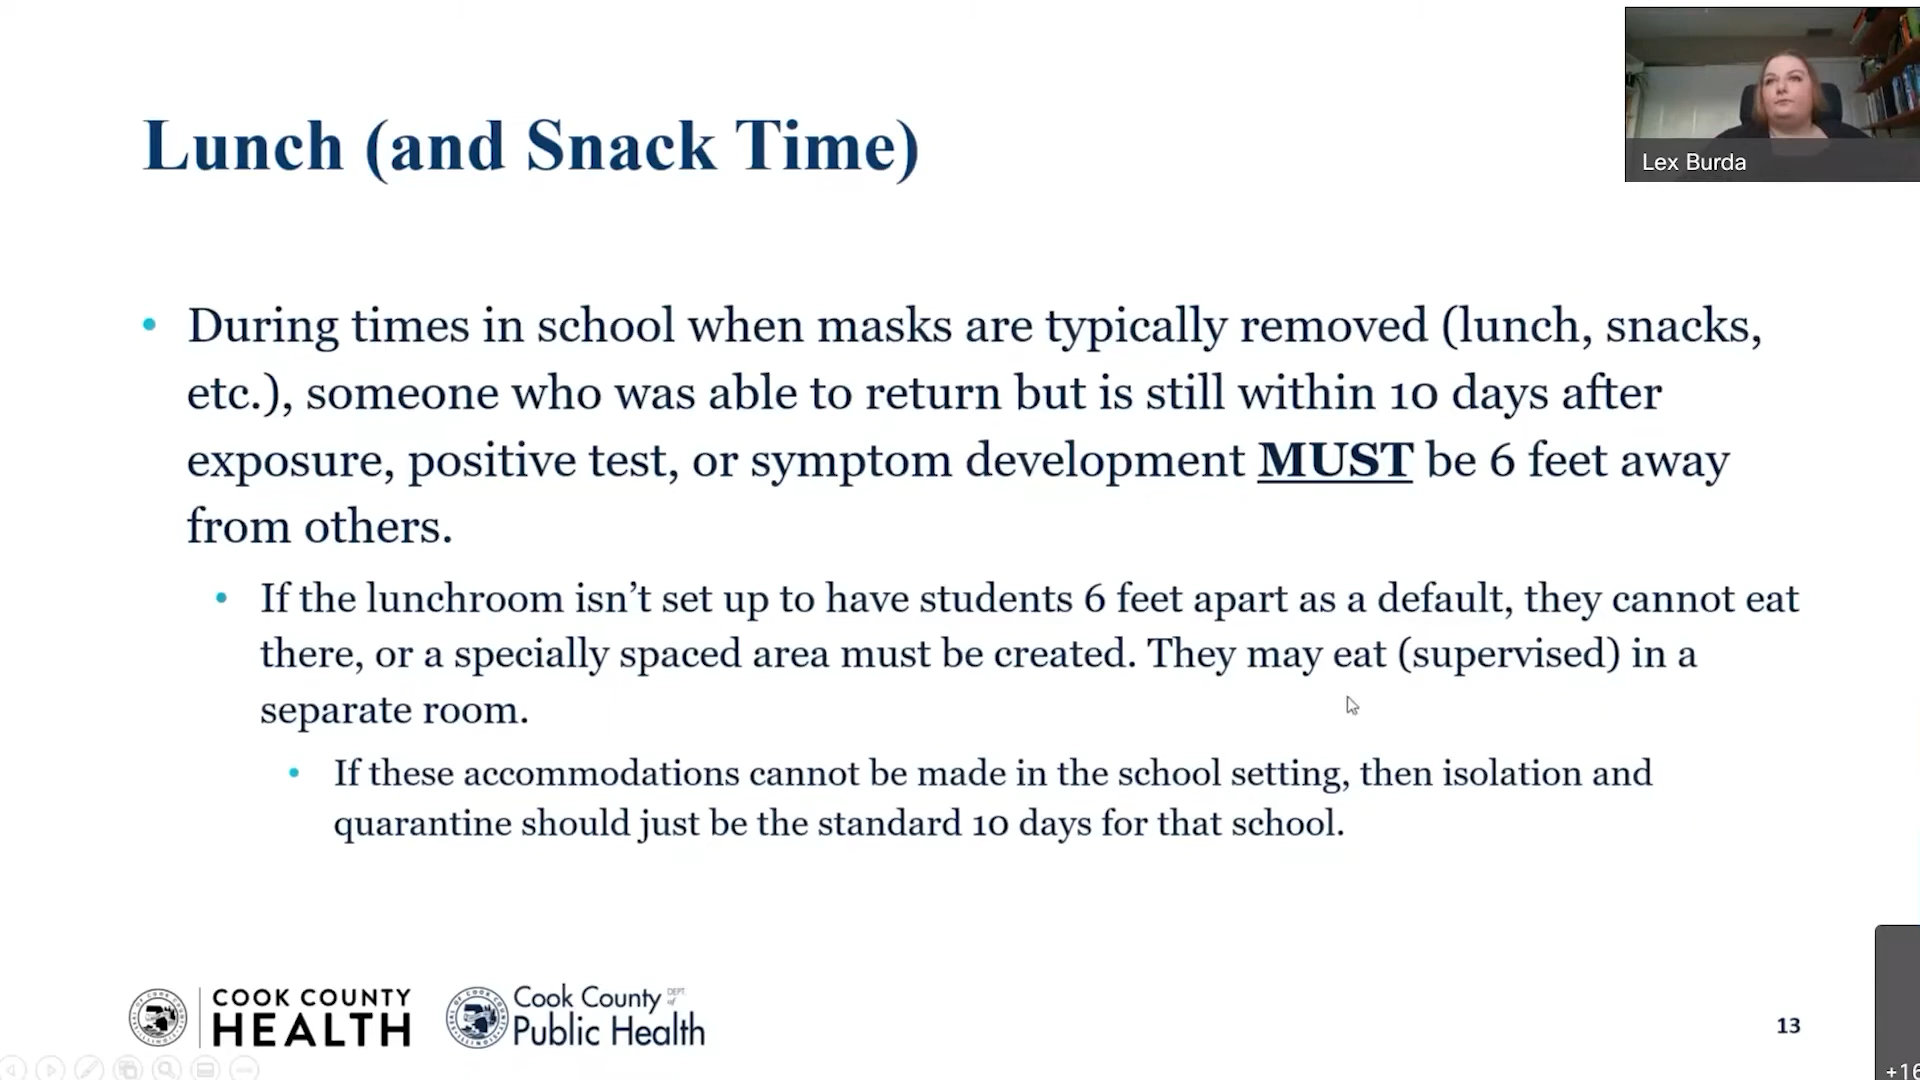 Lex Burda
Lunch (and Snack Time)
• During times in school when masks are typically removed (lunch, snacks,
etc.), someone who was able to return but is still within 10 days after
exposure, positive test, or symptom development MUST be 6 feet away
from others.
• If the lunchroom isn’t set up to have students 6 feet apart as a default, they cannot eat
there, or a specially spaced area must be created. They may eat (supervised) in a
separate room.
• If these accommodations cannot be made in the school setting, then isolation and
quarantine should just be the standard 10 days for that school.
COOK COUNTY
HEALTH
Cook County DEPT. of
Public Health
13
+16